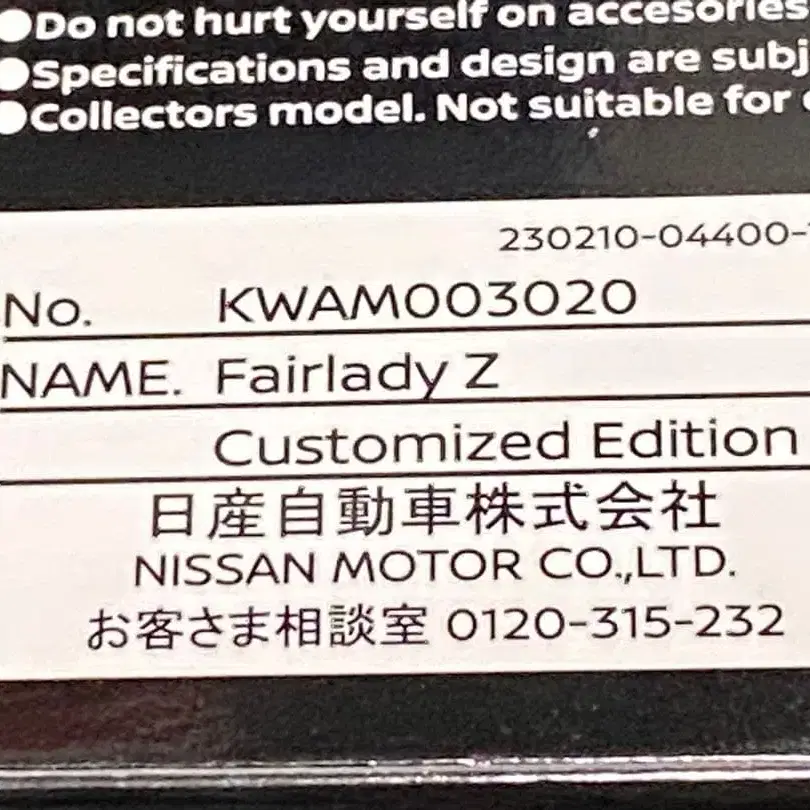 ●Do not hurt yourself on accesories
●Specifications and design are
●Collectors model. Not suitable for
230210-04400-
No. KWAM003020
NAME. Fairlady Z
Customized Edition
日産自動車株式会社
NISSAN MOTOR CO.,LTD.
お客さま相談室 0120-315-232